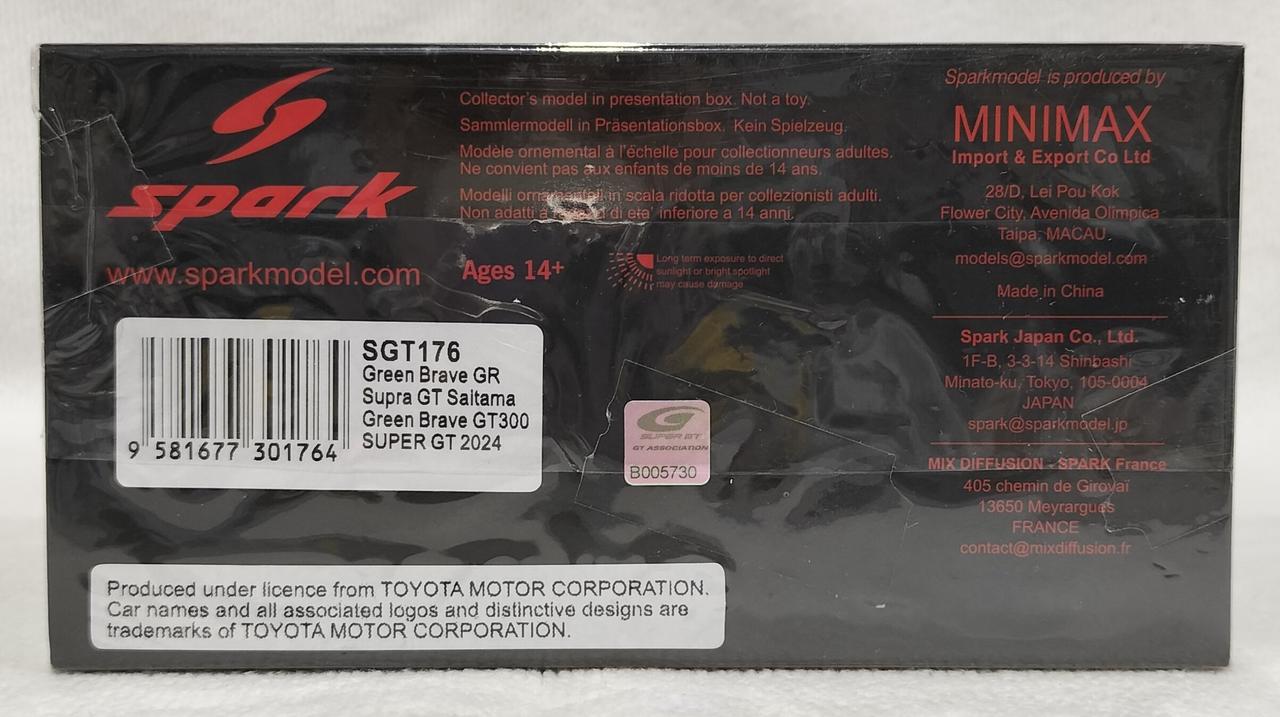 spark
www.sparkmodel.com
Collector's model in presentation box. Not a toy.
Sammlermodell in Präsentationsbox. Kein Spielzeug.
Modèle ornemental à l'échelle pour collectionneurs adultes.
Ne convient pas aux enfants de moins de 14 ans.
Modelli ornamentali in scala ridotta per collezionisti adulti.
Non adatti a di eta' inferiore a 14 anni.
Ages 14+
Long term exposure to direct
sunlight or bright spotlight
may cause damage
Sparkmodel is produced by
MINIMAX
Import & Export Co Ltd
28/D, Lei Pou Kok
Flower City, Avenida Olimpica
Taipa, MACAU
models@sparkmodel.com
Made in China
Spark Japan Co., Ltd.
1F-B, 3-3-14 Shinbashi
Minato-ku, Tokyo, 105-0004
JAPAN
spark@sparkmodel.jp
MIX DIFFUSION - SPARK France
405 chemin de Girovaï
13650 Meyrargues
FRANCE
contact@mixdiffusion.fr
SGT176
Green Brave GR
Supra GT Saitama
Green Brave GT300
SUPER GT 2024
9 581677 301764
SUPER GT
GT ASSOCIATION
B005730
Produced under licence from TOYOTA MOTOR CORPORATION.
Car names and all associated logos and distinctive designs are
trademarks of TOYOTA MOTOR CORPORATION.